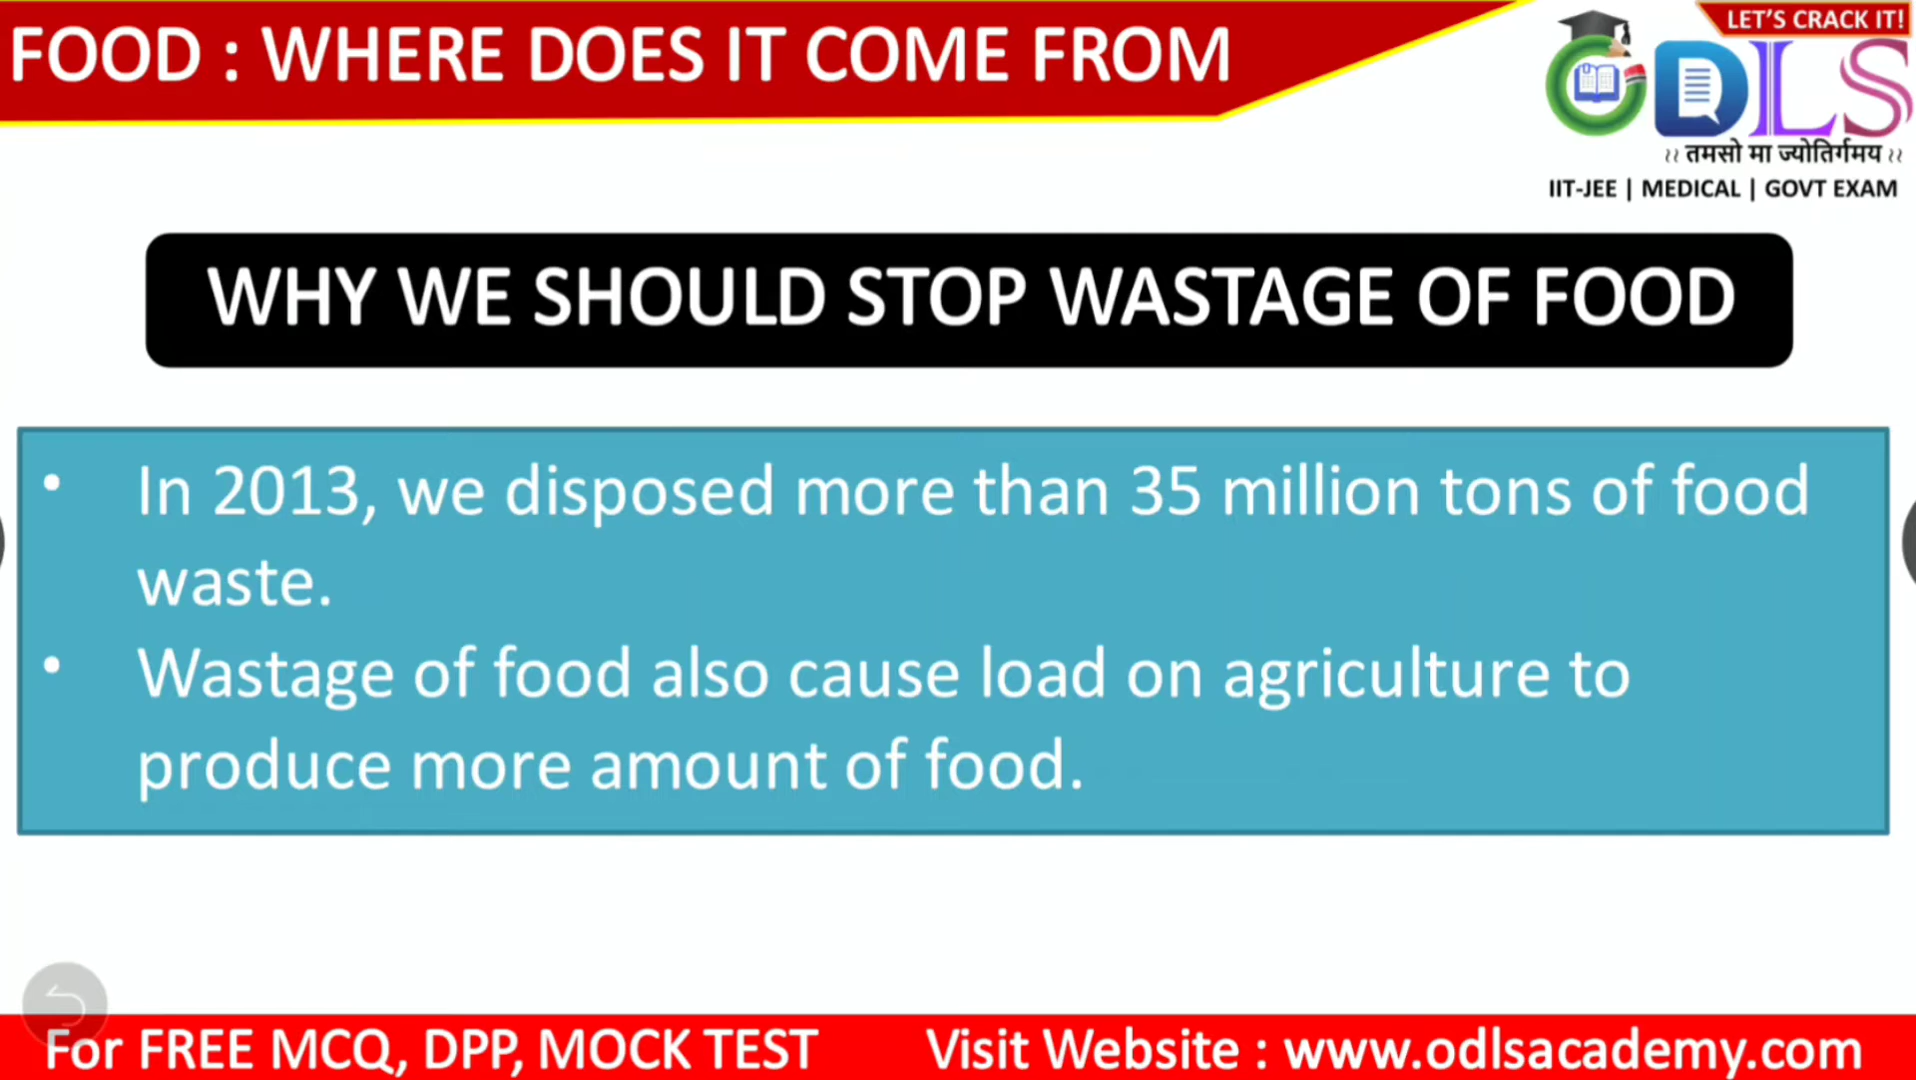 FOOD : WHERE DOES IT COME FROM
LET'S CRACK IT!
ODLS
～ तमसो मा ज्योतिर्गमय ～
IIT-JEE | MEDICAL | GOVT EXAM
WHY WE SHOULD STOP WASTAGE OF FOOD
• In 2013, we disposed more than 35 million tons of food
waste.
• Wastage of food also cause load on agriculture to
produce more amount of food.
For FREE MCQ, DPP, MOCK TEST Visit Website : www.odlsacademy.com